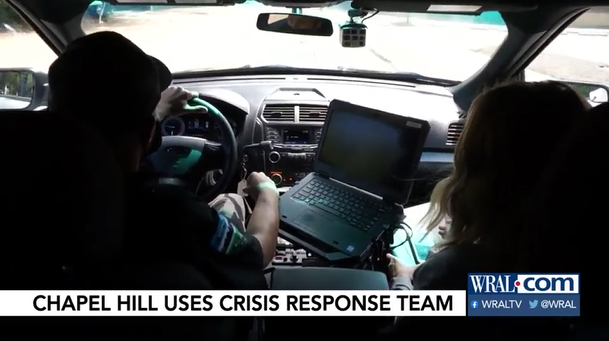 CHAPEL HILL USES CRISIS RESPONSE TEAM
WRAL.com
WRALTV @WRAL